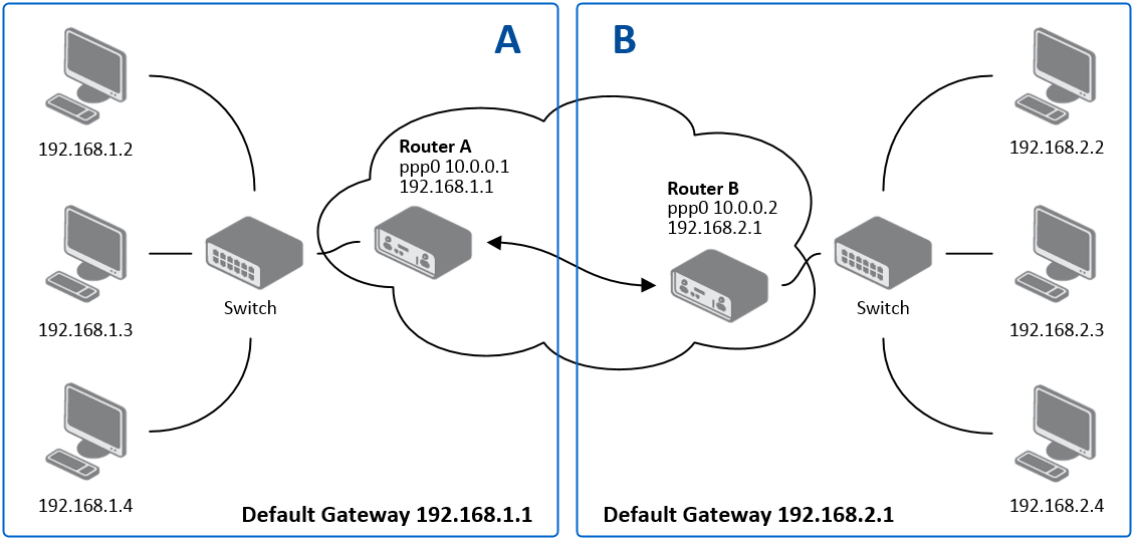 A
B
192.168.1.2
192.168.1.3
192.168.1.4
Switch
Router A
ppp0 10.0.0.1
192.168.1.1
Router B
ppp0 10.0.0.2
192.168.2.1
Switch
192.168.2.2
192.168.2.3
192.168.2.4
Default Gateway 192.168.1.1
Default Gateway 192.168.2.1